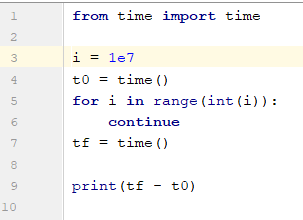 1 from time import time
2
3 i = 1e7
4 t0 = time()
5 for i in range(int(i)):
6     continue
7 tf = time()
8
9 print(tf - t0)
10